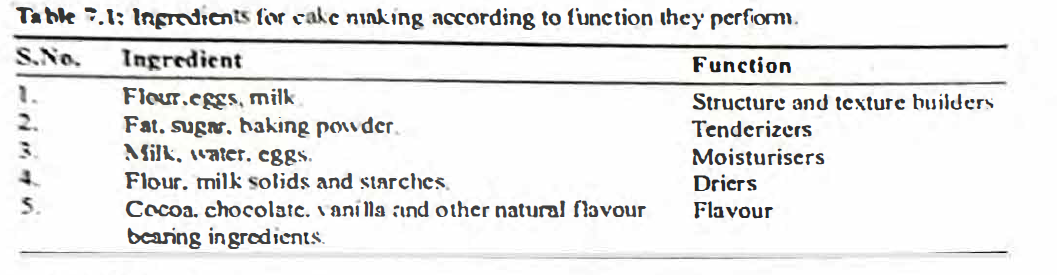 Table 7.1: Ingredients for cake making according to function they perform.
S.No. Ingredient Function
1. Flour,eggs, milk Structure and texture builders
2. Fat, sugar, baking powder. Tenderizers
3. Milk, water, eggs. Moisturisers
4. Flour, milk solids and starches. Driers
5. Cocoa, chocolate, vanilla and other natural flavour Flavour
bearing ingredients.